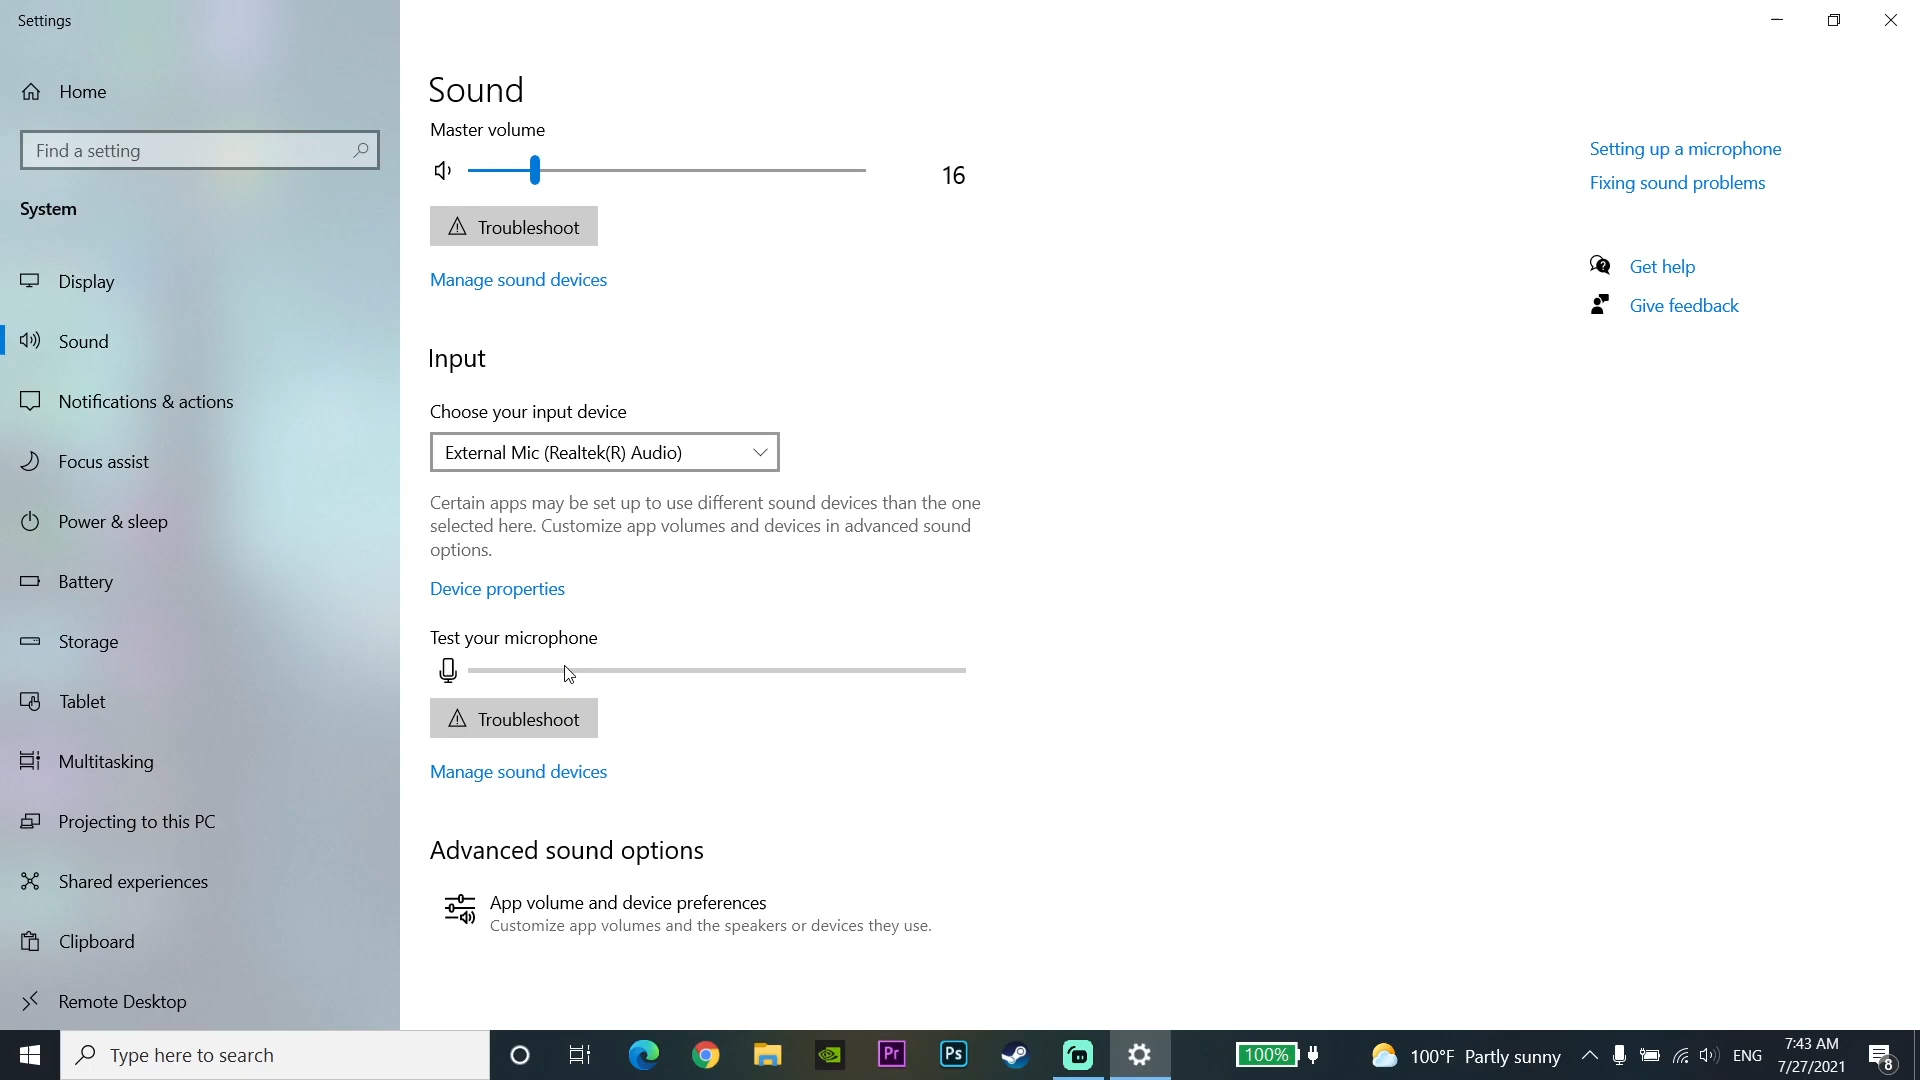 Settings
Home
Find a setting
System
Display
Sound
Notifications & actions
Focus assist
Power & sleep
Battery
Storage
Tablet
Multitasking
Projecting to this PC
Shared experiences
Clipboard
Remote Desktop
Sound
Master volume
16
Troubleshoot
Manage sound devices
Input
Choose your input device
External Mic (Realtek(R) Audio)
Certain apps may be set up to use different sound devices than the one
selected here. Customize app volumes and devices in advanced sound
options.
Device properties
Test your microphone
Troubleshoot
Manage sound devices
Advanced sound options
App volume and device preferences
Customize app volumes and the speakers or devices they use.
Setting up a microphone
Fixing sound problems
Get help
Give feedback
Type here to search
Pr
Ps
100%
100°F Partly sunny
ENG
7:43 AM
7/27/2021
8